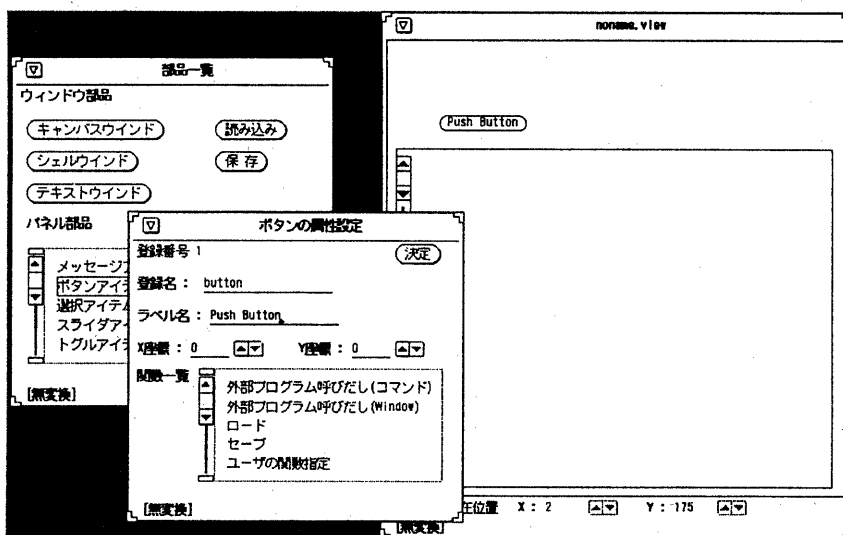 部品一覧
ウィンドウ部品
キャンバスウインド
読み込み
シェルウインド
保存
テキストウインド
パネル部品
メッセージ
ボタンアイ
選択アイテム
スライダアイ
トグルアイ
[無変換]
ボタンの属性設定
登録番号 1
決定
登録名: button
ラベル名: Push Button
X座標: 0 Y座標: 0
関数一覧
外部プログラム呼びだし(コマンド)
外部プログラム呼びだし(Window)
ロード
セーブ
ユーザの関数指定
[無変換]
noname.view
Push Button
在位置 X: 2 Y: 175
[無変換]